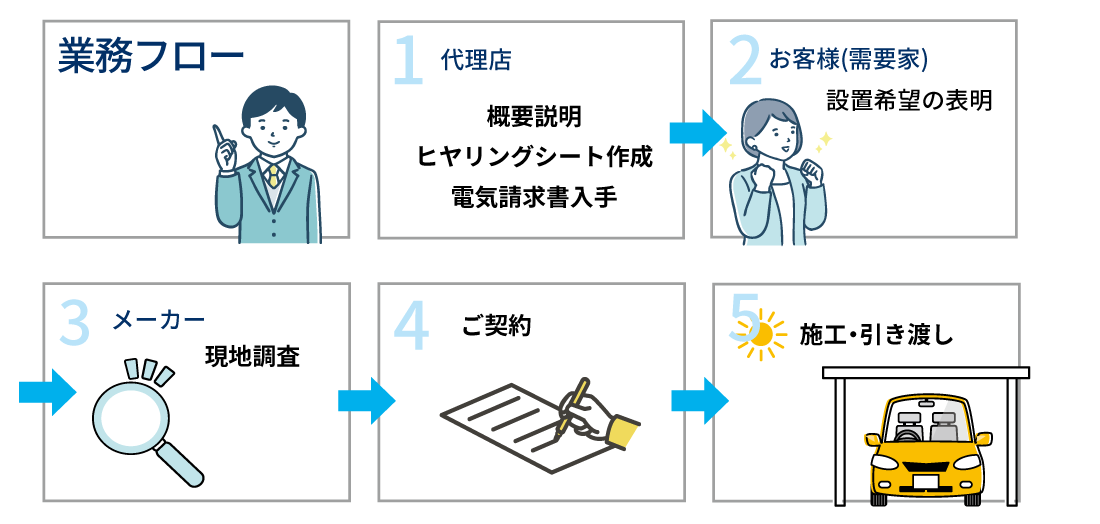 業務フロー
1 代理店
概要説明
ヒヤリングシート作成
電気請求書入手
2 お客様(需要家)
設置希望の表明
3 メーカー
現地調査
4 ご契約
5 施工・引き渡し